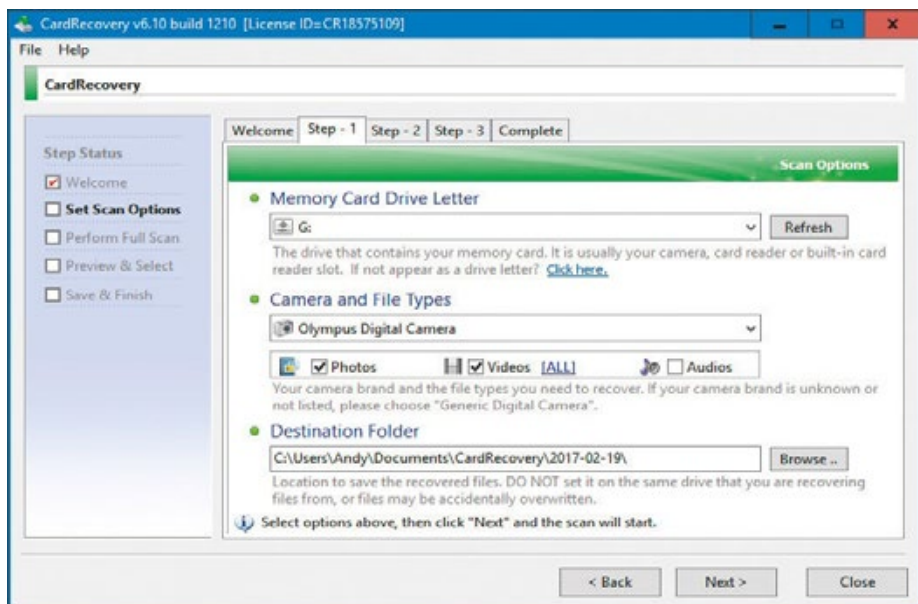 CardRecovery v6.10 build 1210 [License ID=CR18575109]
File Help
CardRecovery
Step Status
Welcome
Set Scan Options
Perform Full Scan
Preview & Select
Save & Finish
Welcome Step - 1 Step - 2 Step - 3 Complete
Scan Options
Memory Card Drive Letter
G: Refresh
The drive that contains your memory card. It is usually your camera, card reader or built-in card
reader slot. If not appear as a drive letter? Click here.
Camera and File Types
Olympus Digital Camera
Photos Videos [ALL] Audios
Your camera brand and the file types you need to recover. If your camera brand is unknown or
not listed, please choose "Generic Digital Camera".
Destination Folder
C:\Users\Andy\Documents\CardRecovery\2017-02-19\ Browse ..
Location to save the recovered files. DO NOT set it on the same drive that you are recovering
files from, or files may be accidentally overwritten.
Select options above, then click "Next" and the scan will start.
< Back Next > Close